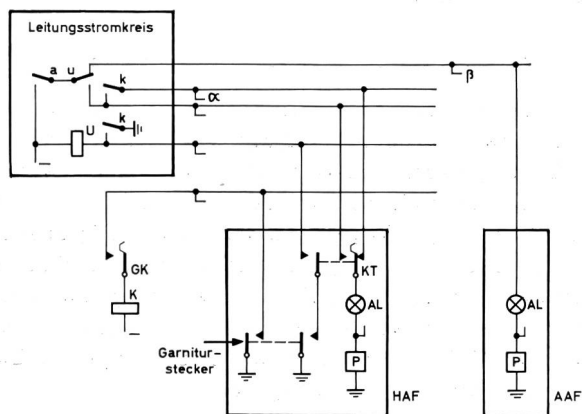 Leitungsstromkreis
a u
k
α
β
k
U
GK
K
KT
AL
AL
Garnitur-
stecker
P
P
HAF
AAF